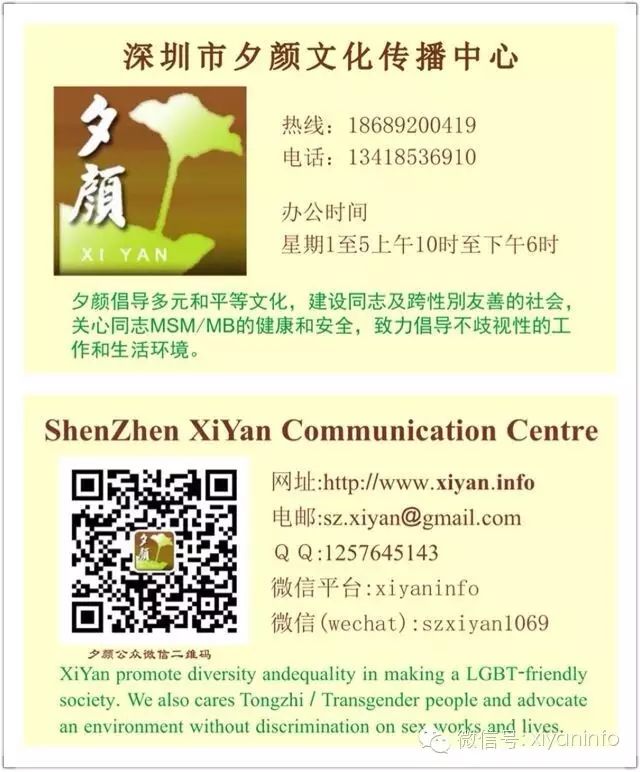 深圳市夕颜文化传播中心
夕
顔
XI YAN
热线：18689200419
电话：13418536910
办公时间
星期1至5上午10时至下午6时
夕颜倡导多元和平等文化，建设同志及跨性别友善的社会，
关心同志MSM/MB的健康和安全，致力倡导不歧视性的工
作和生活环境。
ShenZhen XiYan Communication Centre
夕
顔
夕颜公众微信二维码
网址:http://www.xiyan.info
电邮:sz.xiyan@gmail.com
ＱＱ:1257645143
微信平台:xiyaninfo
微信(wechat):szxiyan1069
XiYan promote diversity andequality in making a LGBT-friendly
society. We also cares Tongzhi / Transgender people and advocate
an environment without discrimination on sex works and lives.
微信号: xiyaninfo